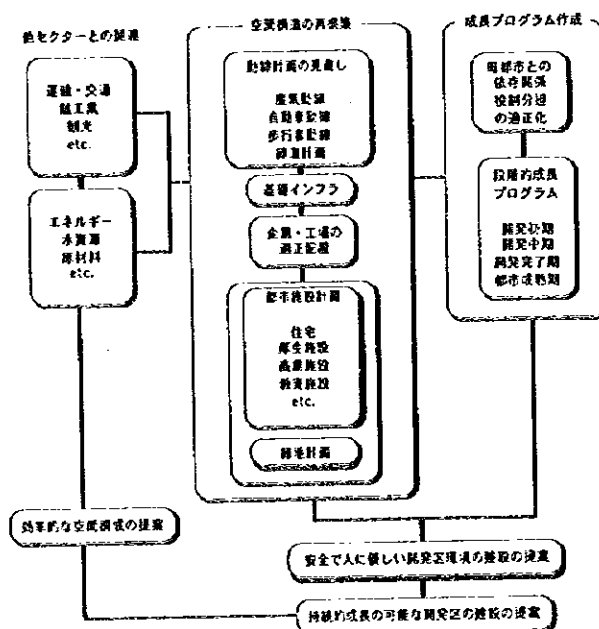 他セクターとの関連
運輸・交通
鉱工業
観光
etc.
エネルギー
水資源
原材料
etc.
効率的な空間構成の提案
空間構造の再構築
動線計画の見直し
産業動線
自動車動線
歩行者動線
緑道計画
基礎インフラ
企業・工場の
適正配置
都市施設計画
住宅
厚生施設
商業施設
教育施設
etc.
緑地計画
成長プログラム作成
母都市との
依存関係
役割分担
の適正化
段階的成長
プログラム
開発初期
開発中期
開発完了期
都市成熟期
安全で人に優しい開発区環境の建設の提案
持続的成長の可能な開発区の建設の提案